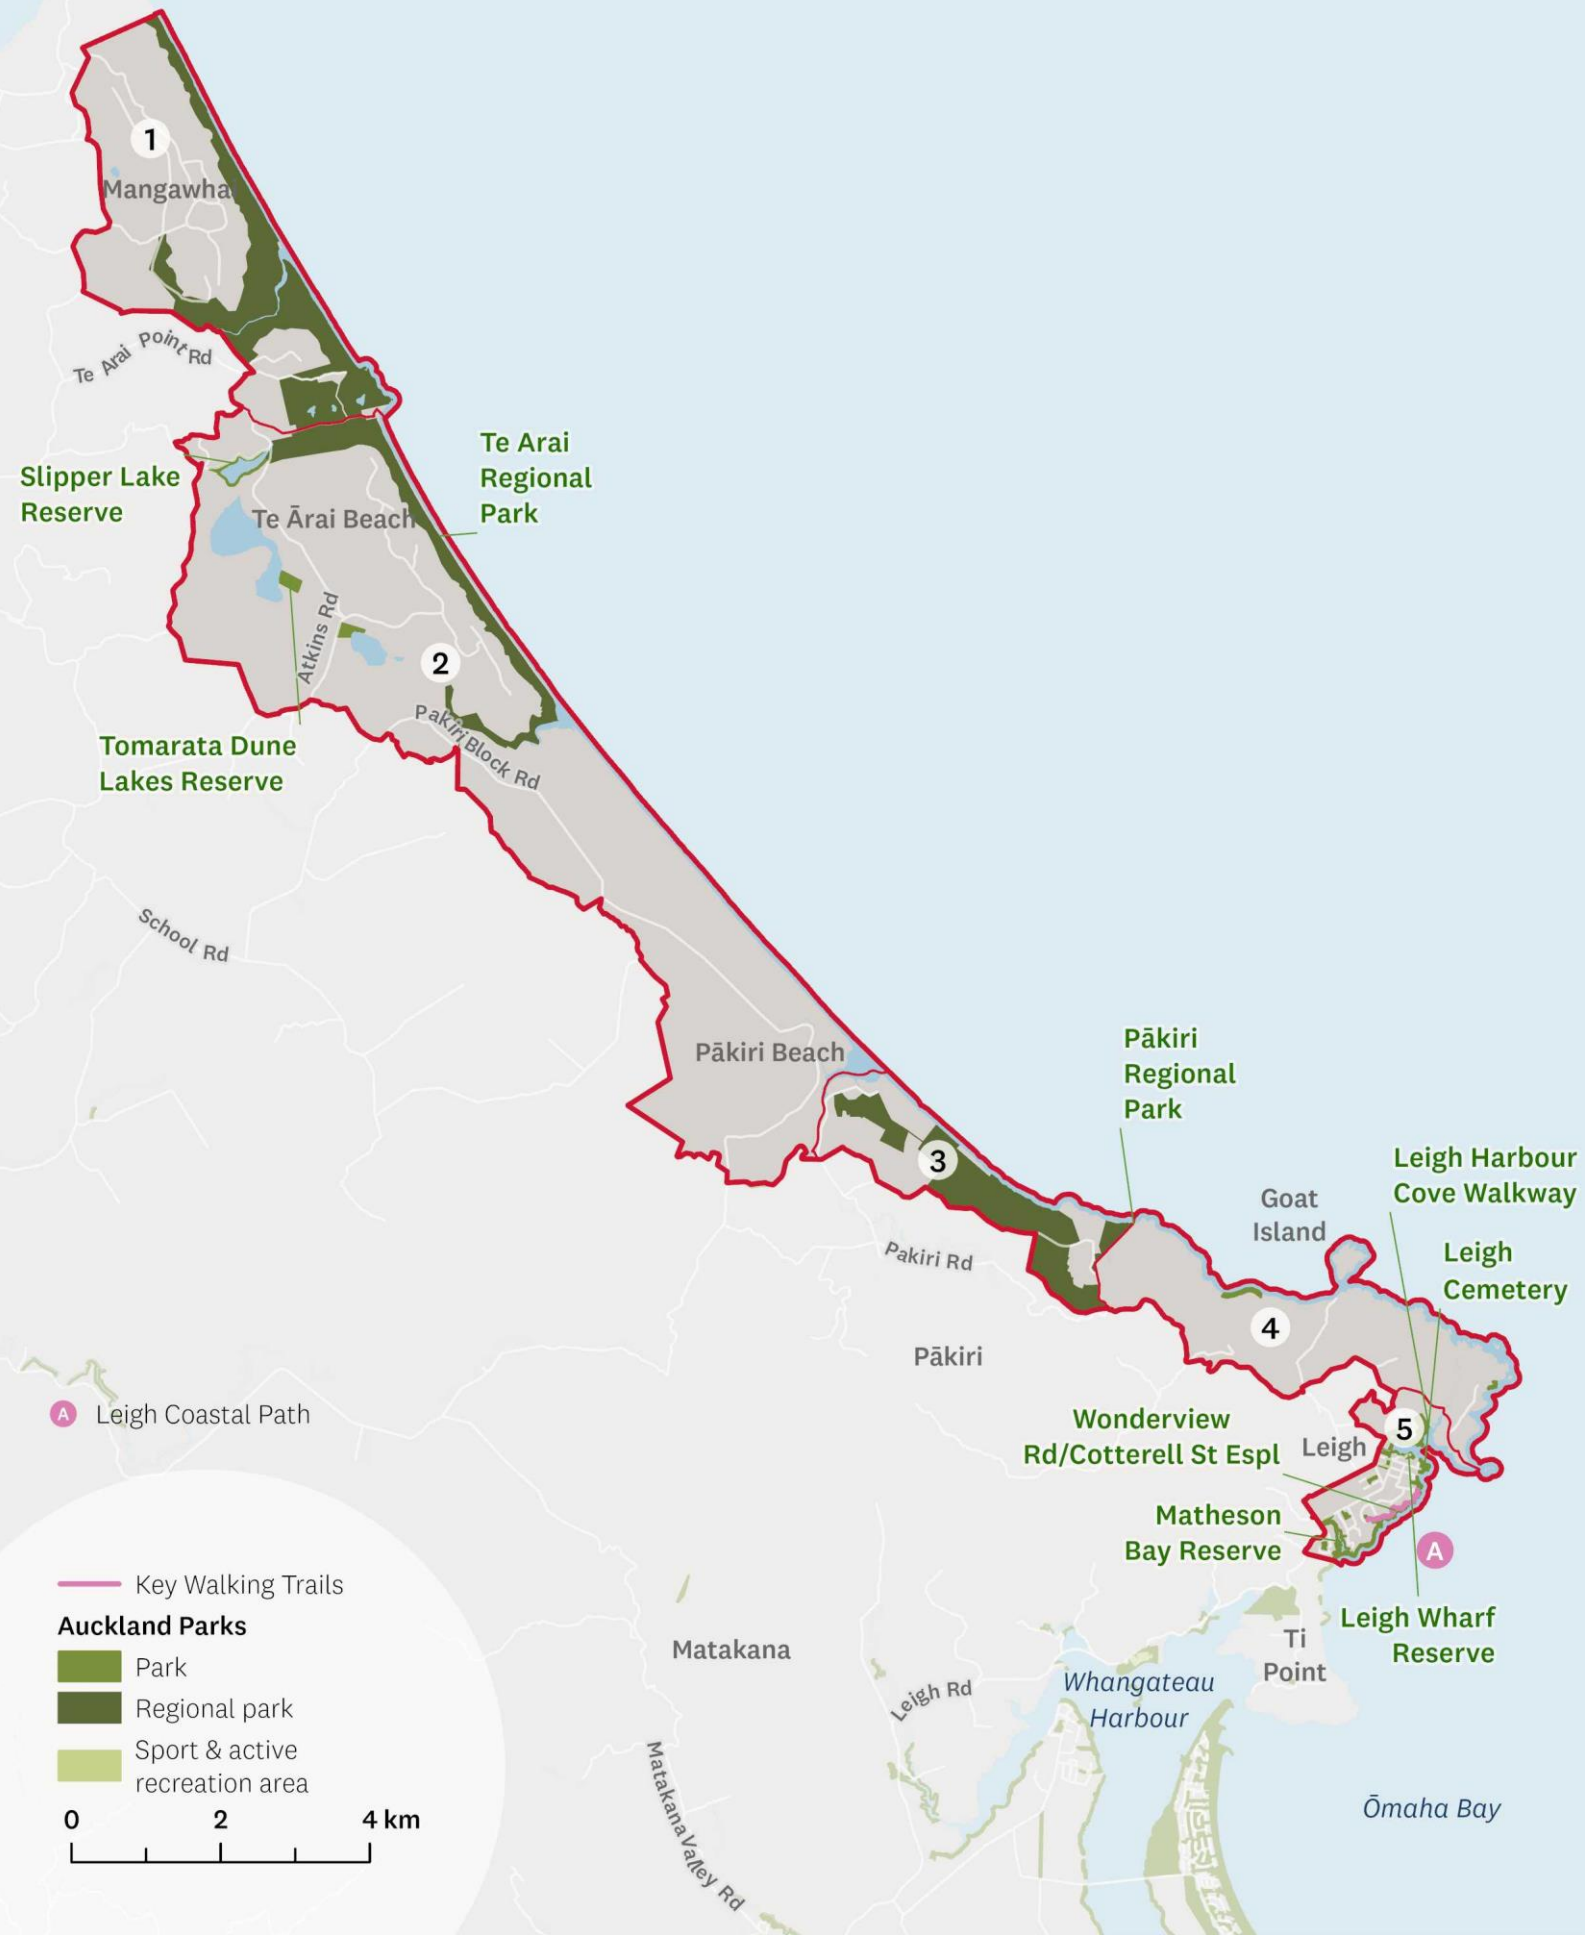 1
Mangawha
Te Arai Point Rd
Slipper Lake
Reserve
Te Arai
Regional
Park
Te Ārai Beach
Atkins Rd
2
Pakiri Block Rd
Tomarata Dune
Lakes Reserve
School Rd
Pākiri Beach
Pākiri
Regional
Park
3
Leigh Harbour
Cove Walkway
Goat
Island
Leigh
Cemetery
Pakiri Rd
4
Pākiri
A Leigh Coastal Path
Wonderview
Rd/Cotterell St Espl
Leigh
5
Matheson
Bay Reserve
A
Leigh Wharf
Reserve
Ti
Point
Matakana
Whangateau
Harbour
Leigh Rd
Matakana Valley Rd
Ōmaha Bay
Key Walking Trails
Auckland Parks
Park
Regional park
Sport & active
recreation area
0 2 4 km